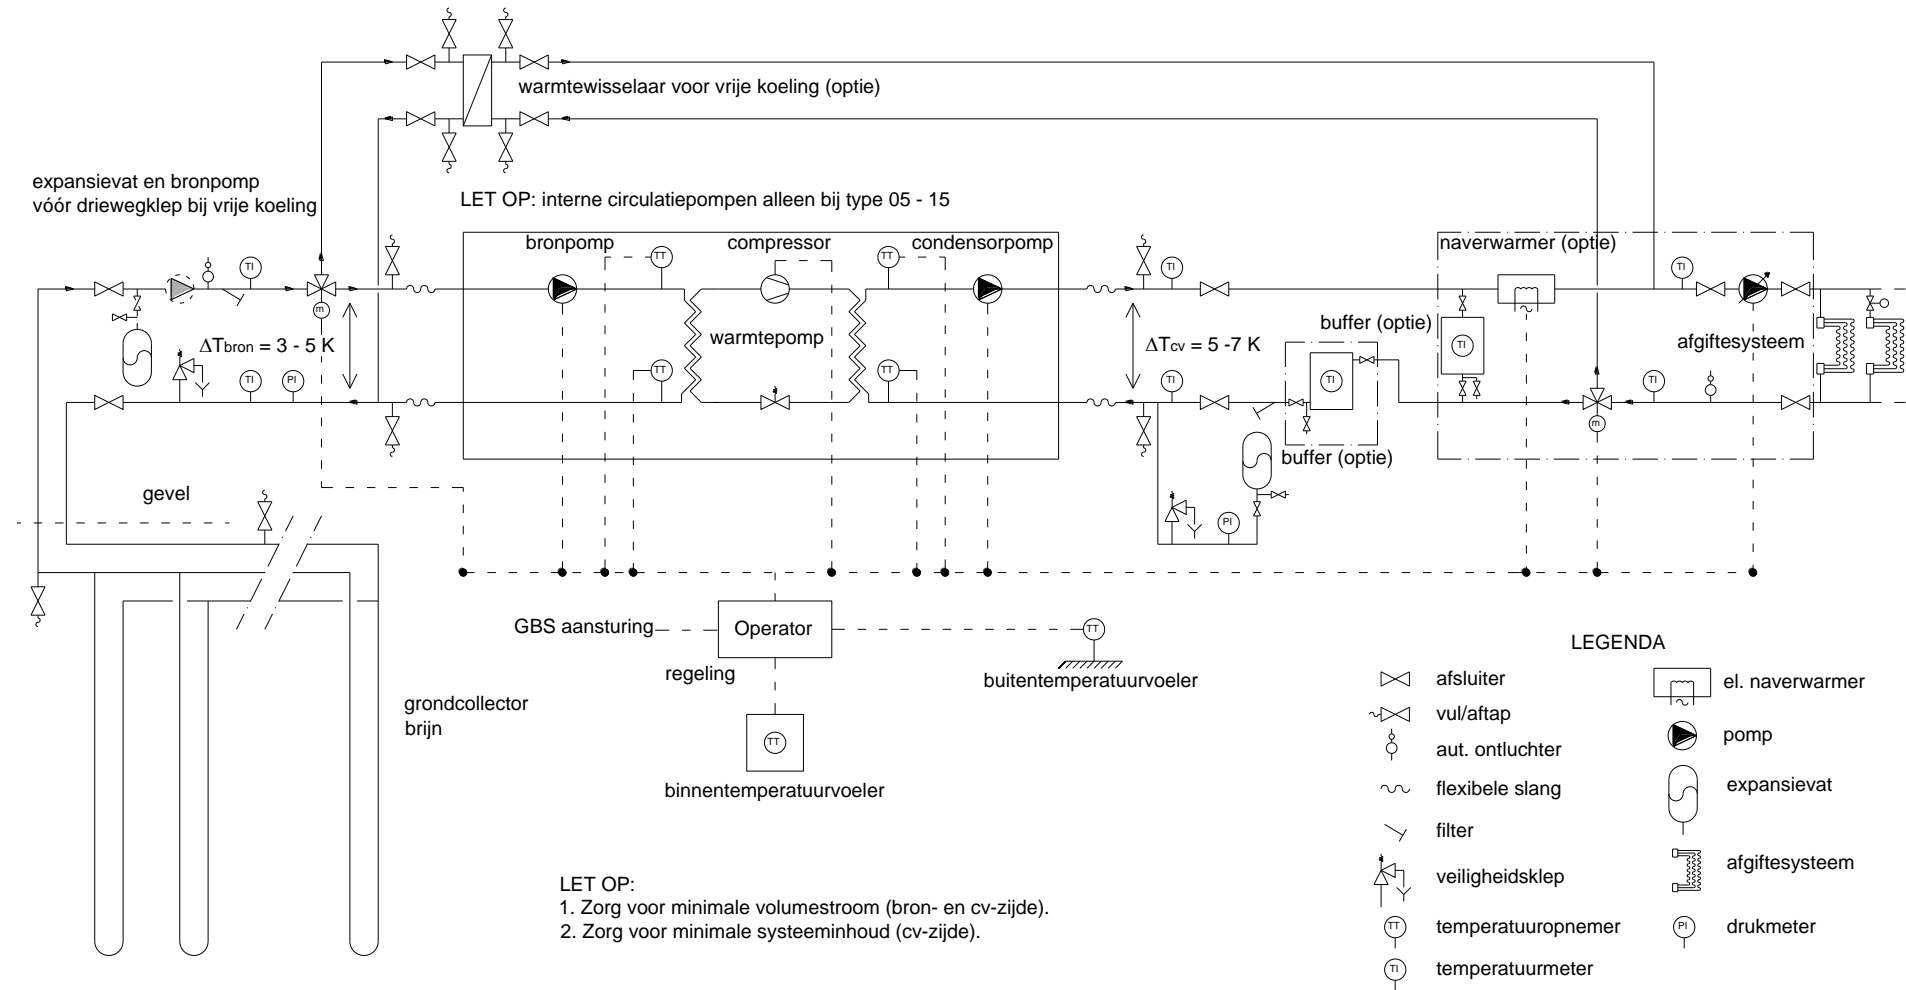 warmtewisselaar voor vrije koeling (optie)
expansievat en bronpomp
vóór driewegklep bij vrije koeling
LET OP: interne circulatiepompen alleen bij type 05 - 15
bronpomp
compressor
condensorpomp
naverwarmer (optie)
TI
TT
TT
TI
TI
m
ΔTbron = 3 - 5 K
warmtepomp
ΔTcv = 5 -7 K
buffer (optie)
TI
afgiftesysteem
TI
PI
TT
TT
TI
TI
TI
m
buffer (optie)
gevel
PI
GBS aansturing
Operator
TT
regeling
buitentemperatuurvoeler
grondcollector
brijn
TT
binnentemperatuurvoeler
LEGENDA
afsluiter
el. naverwarmer
vul/aftap
pomp
aut. ontluchter
flexibele slang
expansievat
filter
veiligheidsklep
afgiftesysteem
TT
temperatuuropnemer
PI
drukmeter
TI
temperatuurmeter
LET OP:
1. Zorg voor minimale volumestroom (bron- en cv-zijde).
2. Zorg voor minimale systeeminhoud (cv-zijde).